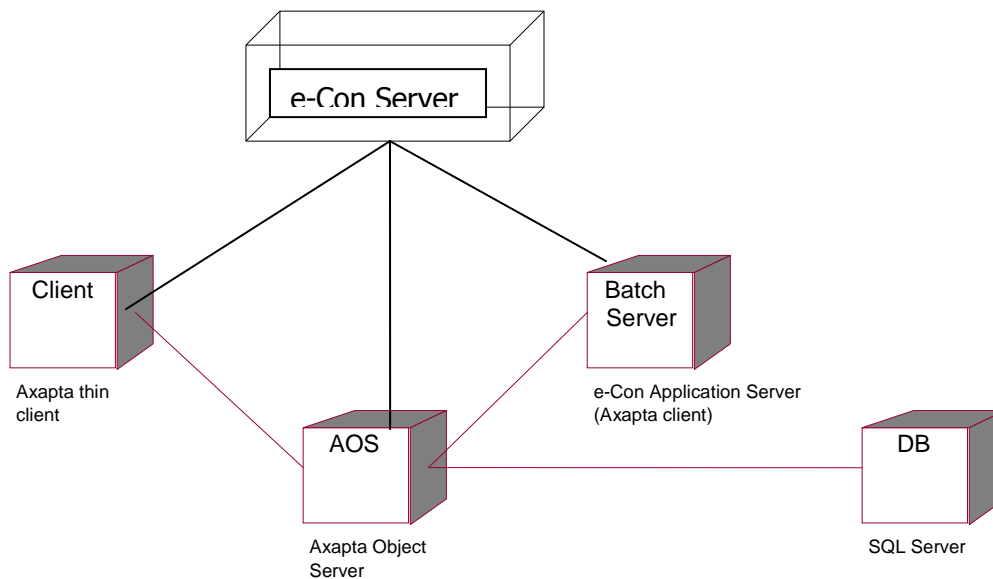 e-Con Server
Client
Batch
Server
Axapta thin
client
e-Con Application Server
(Axapta client)
AOS
DB
Axapta Object
Server
SQL Server